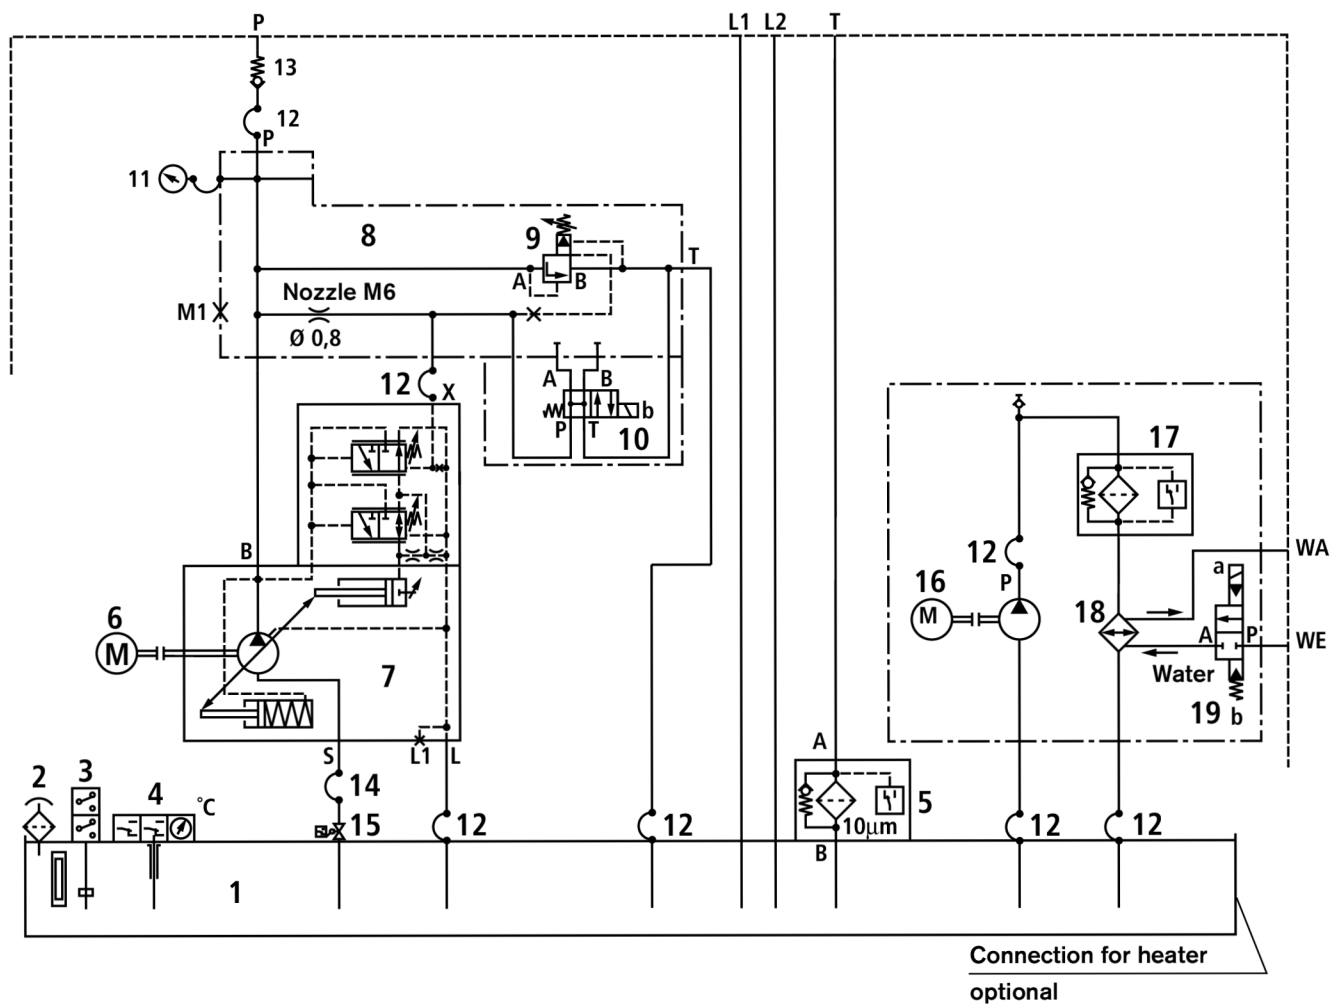 P L1 L2 T
13
12
P
11
8 9 T
A B
Nozzle M6
M1
Ø 0,8
12 X A B
b
P T 10
17
B 12 WA
P a
16
6 M 18
A P WE
M Water
7
19 b
S L1 L A
2 3 4 °C 14 5
15 12 12 10µm 12 12
B
1
Connection for heater
optional